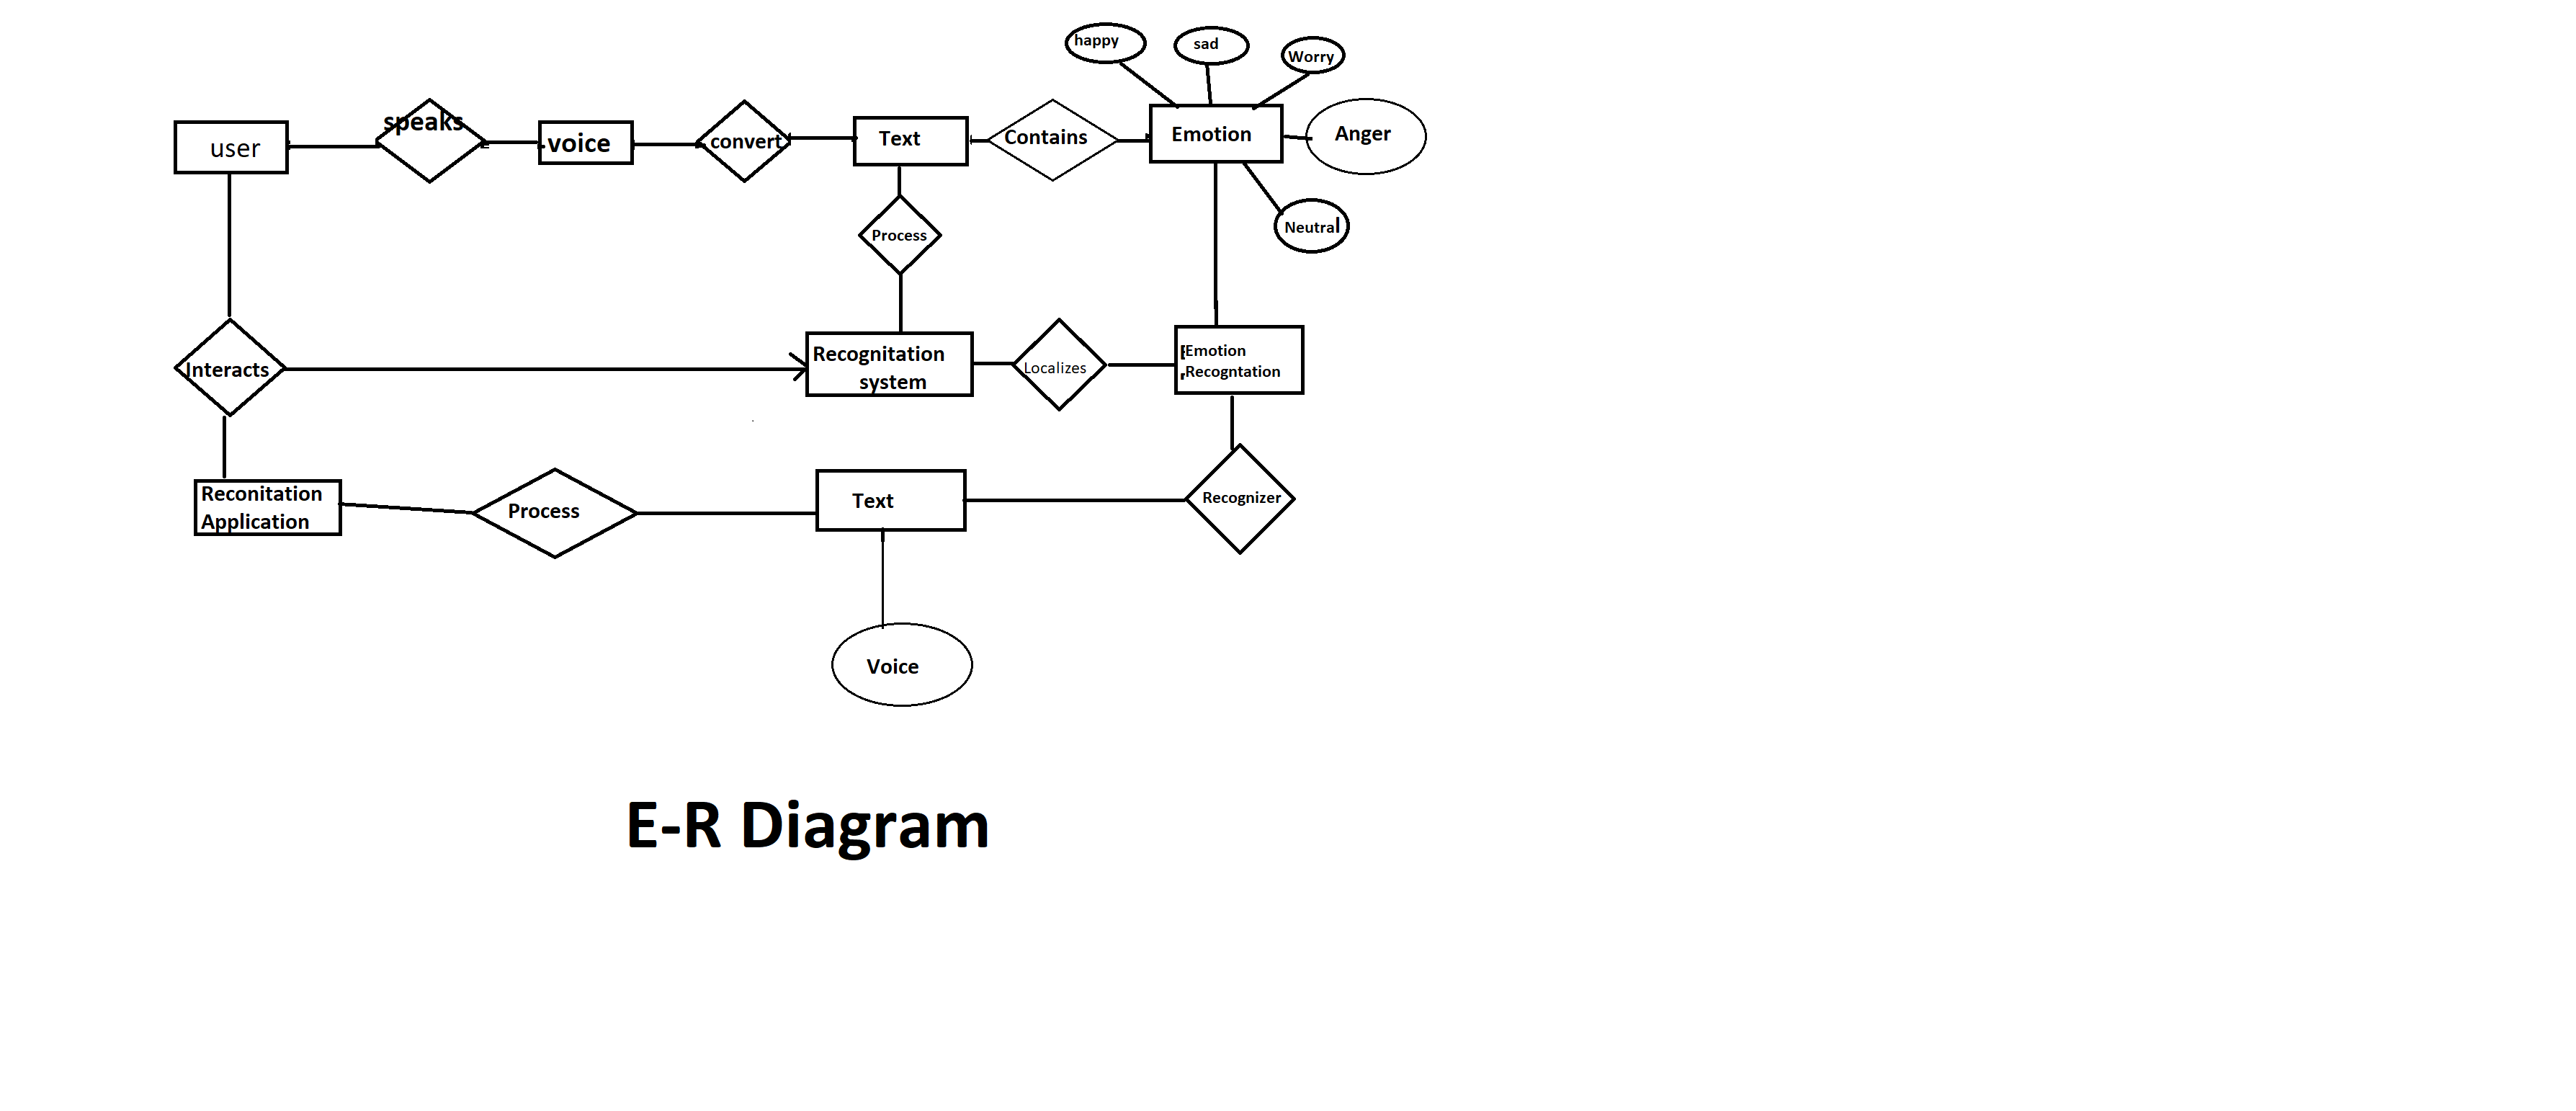 happy
sad
Worry
speaks
user
voice
convert
Text
Contains
Emotion
Anger
Neutral
Process
Interacts
Recognitation
system
Localizes
Emotion
Recogntation
Reconitation
Application
Process
Text
Recognizer
Voice
E-R Diagram